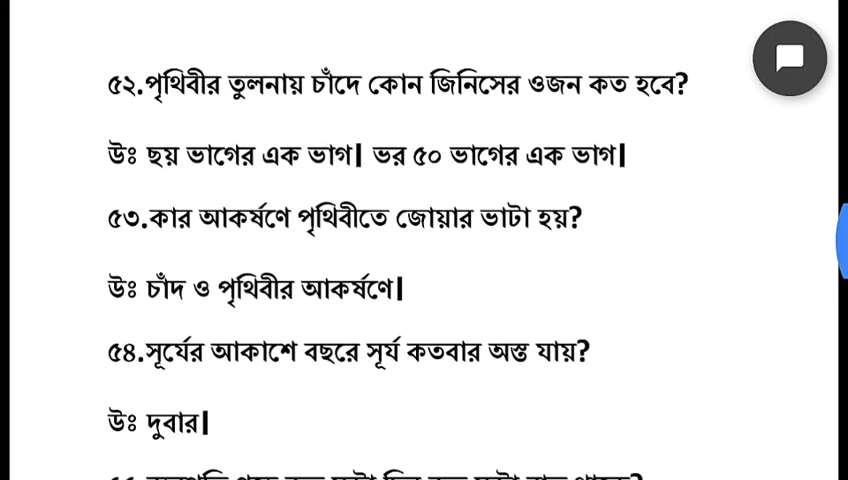 ৫২.পৃথিবীর তুলনায় চাঁদে কোন জিনিসের ওজন কত হবে?
উঃ ছয় ভাগের এক ভাগ| ভর ৫০ ভাগের এক ভাগ|
৫৩.কার আকর্ষণে পৃথিবীতে জোয়ার ভাটা হয়?
উঃ চাঁদ ও পৃথিবীর আকর্ষণে|
৫৪.সূর্যের আকাশে বছরে সূর্য কতবার অস্ত যায়?
উঃ দুবার|